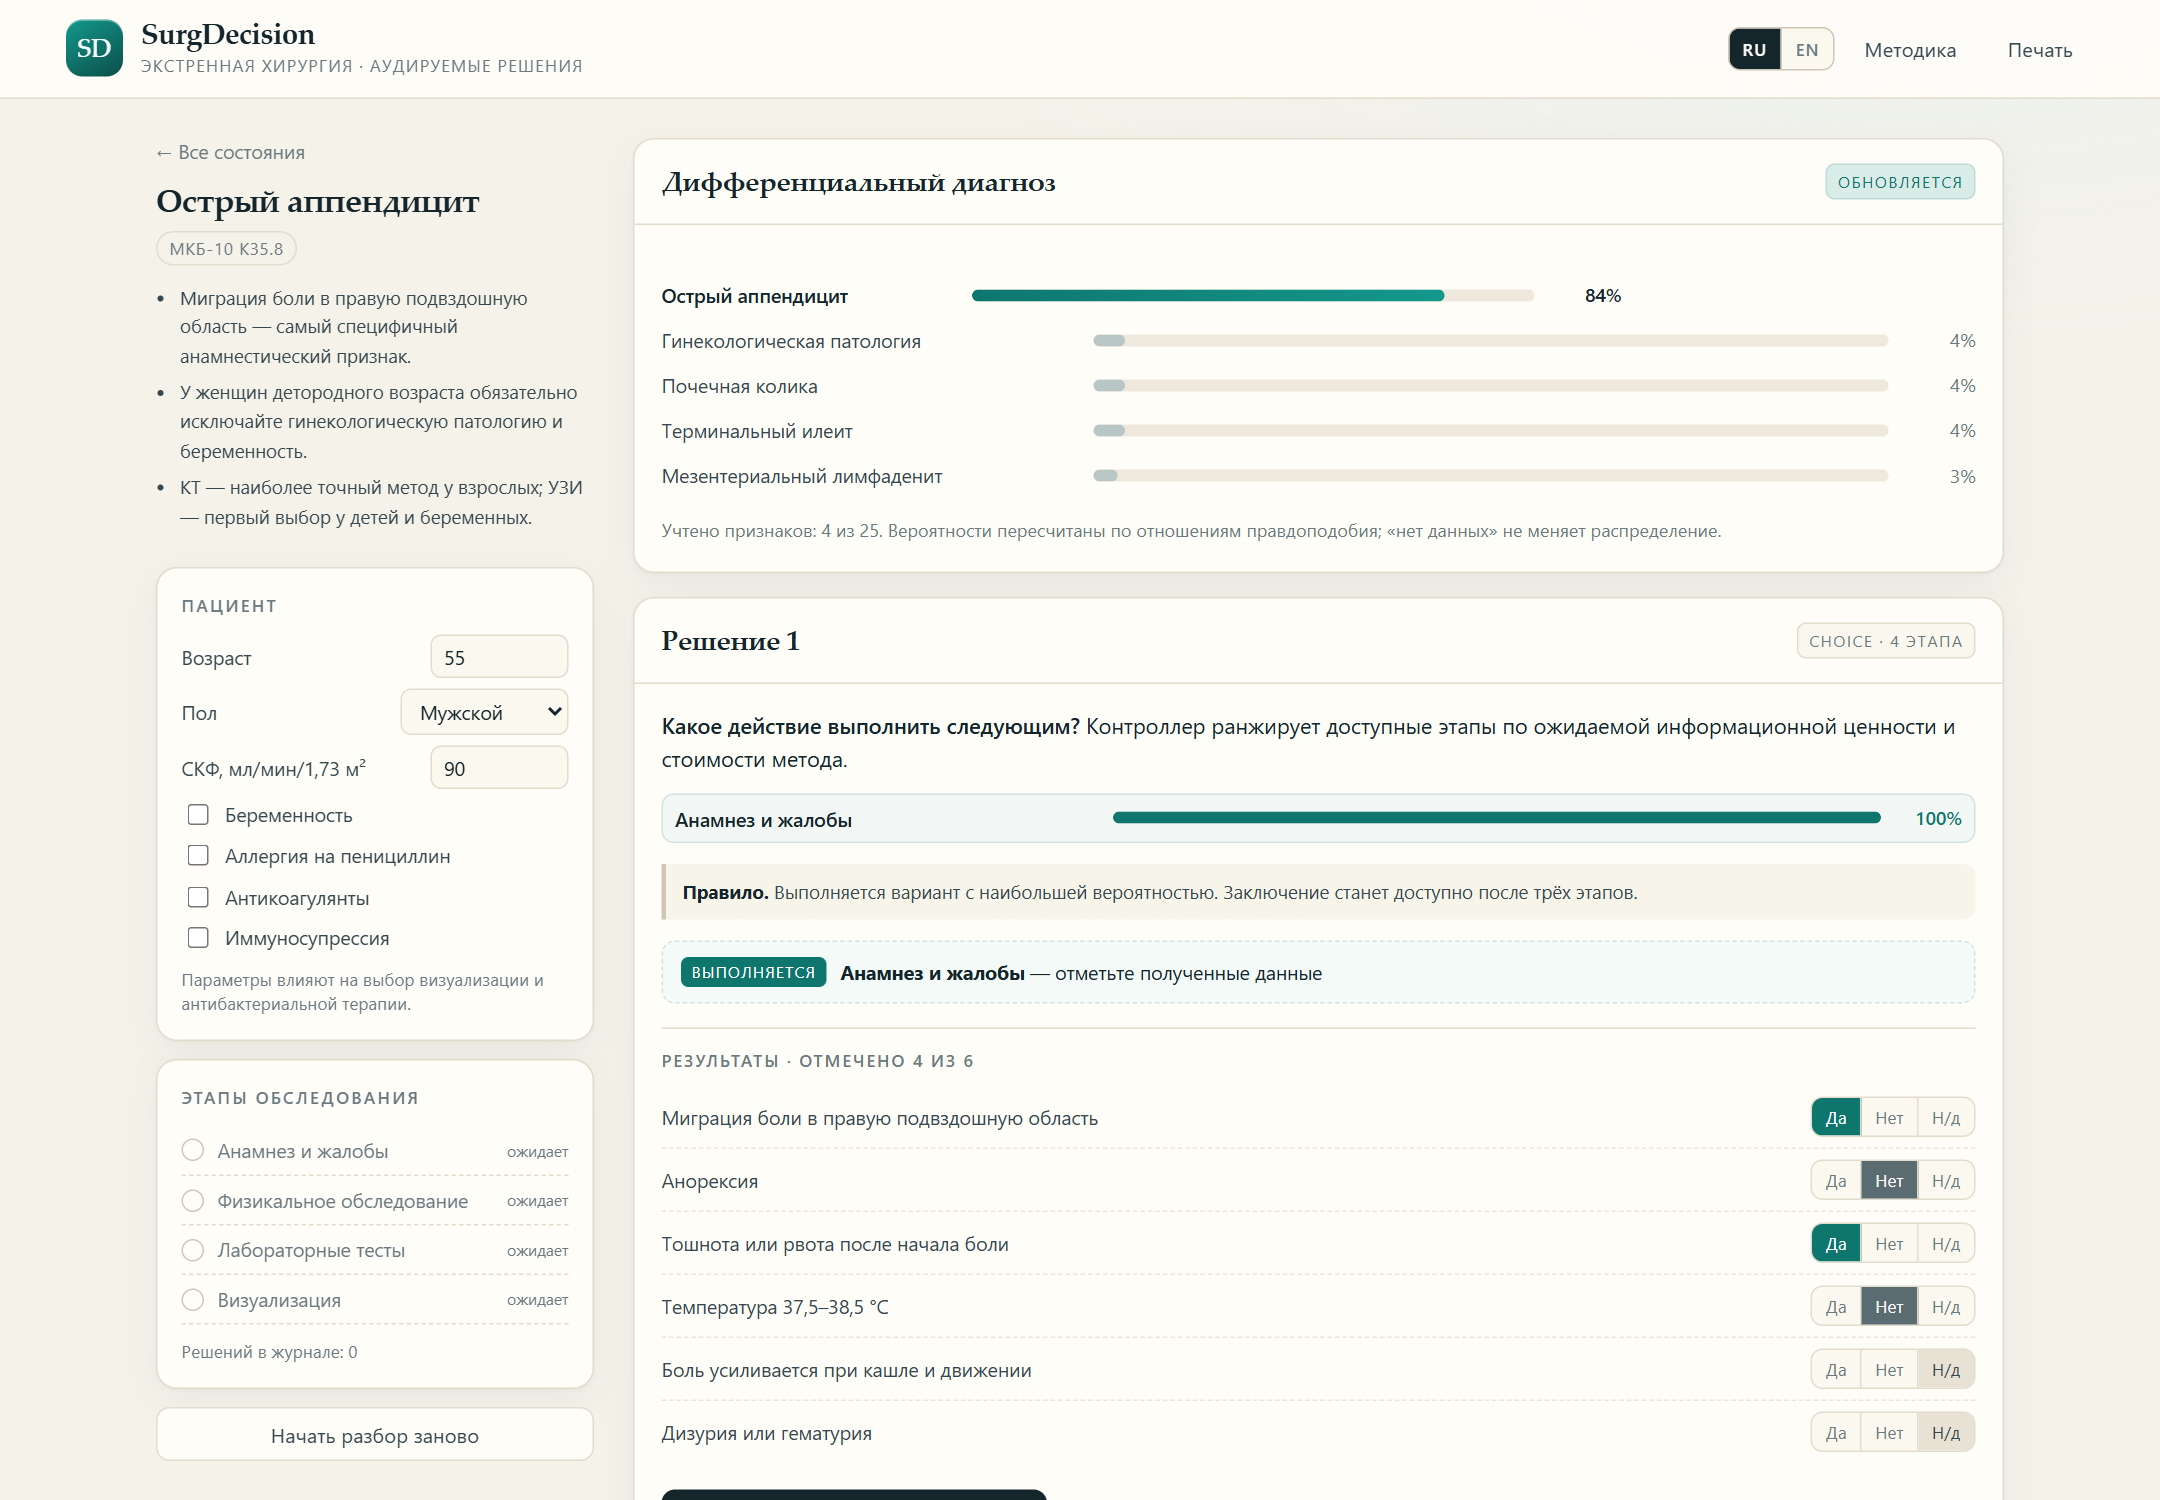 SD
SurgDecision
ЭКСТРЕННАЯ ХИРУРГИЯ · АУДИРУЕМЫЕ РЕШЕНИЯ
RU EN Методика Печать
← Все состояния
Острый аппендицит
МКБ-10 K35.8
• Миграция боли в правую подвздошную
область — самый специфичный
анамнестический признак.
• У женщин детородного возраста обязательно
исключайте гинекологическую патологию и
беременность.
• КТ — наиболее точный метод у взрослых; УЗИ
— первый выбор у детей и беременных.
ПАЦИЕНТ
Возраст 55
Пол Мужской
СКФ, мл/мин/1,73 м² 90
Беременность
Аллергия на пенициллин
Антикоагулянты
Иммуносупрессия
Параметры влияют на выбор визуализации и
антибактериальной терапии.
ЭТАПЫ ОБСЛЕДОВАНИЯ
Анамнез и жалобы ожидает
Физикальное обследование ожидает
Лабораторные тесты ожидает
Визуализация ожидает
Решений в журнале: 0
Начать разбор заново
Дифференциальный диагноз ОБНОВЛЯЕТСЯ
Острый аппендицит 84%
Гинекологическая патология 4%
Почечная колика 4%
Терминальный илеит 4%
Мезентериальный лимфаденит 3%
Учтено признаков: 4 из 25. Вероятности пересчитаны по отношениям правдоподобия; «нет данных» не меняет распределение.
Решение 1 CHOICE · 4 ЭТАПА
Какое действие выполнить следующим? Контроллер ранжирует доступные этапы по ожидаемой информационной ценности и
стоимости метода.
Анамнез и жалобы 100%
Правило. Выполняется вариант с наибольшей вероятностью. Заключение станет доступно после трёх этапов.
ВЫПОЛНЯЕТСЯ Анамнез и жалобы — отметьте полученные данные
РЕЗУЛЬТАТЫ · ОТМЕЧЕНО 4 ИЗ 6
Миграция боли в правую подвздошную область Да Нет Н/д
Анорексия Да Нет Н/д
Тошнота или рвота после начала боли Да Нет Н/д
Температура 37,5–38,5 °C Да Нет Н/д
Боль усиливается при кашле и движении Да Нет Н/д
Дизурия или гематурия Да Нет Н/д